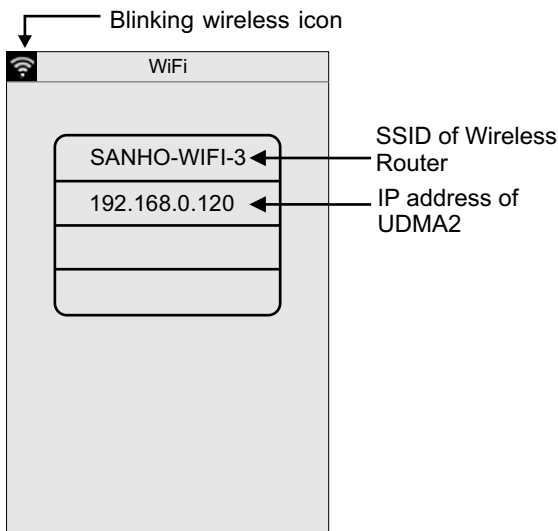 Blinking wireless icon
WiFi
SANHO-WIFI-3
192.168.0.120
SSID of Wireless
Router
IP address of
UDMA2